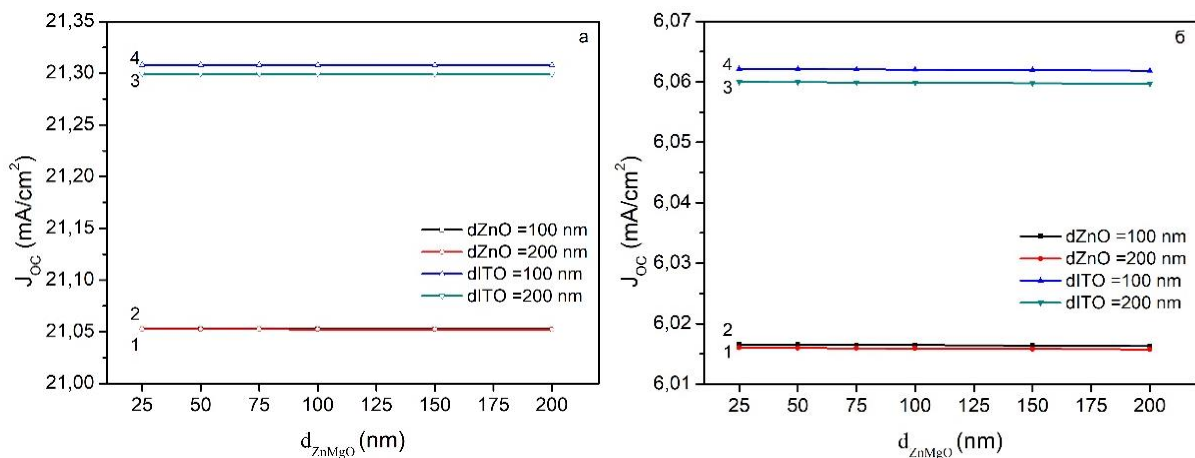 21,35
21,30
21,25
21,20
21,15
21,10
21,05
21,00
J_OC (mA/cm²)
а
4
3
2
1
dZnO =100 nm
dZnO =200 nm
dITO =100 nm
dITO =200 nm
25 50 75 100 125 150 175 200
d_ZnMgO (nm)
6,07
6,06
6,05
6,04
6,03
6,02
6,01
J_OC (mA/cm²)
б
4
3
2
1
dZnO =100 nm
dZnO =200 nm
dITO =100 nm
dITO =200 nm
25 50 75 100 125 150 175 200
d_ZnMgO (nm)